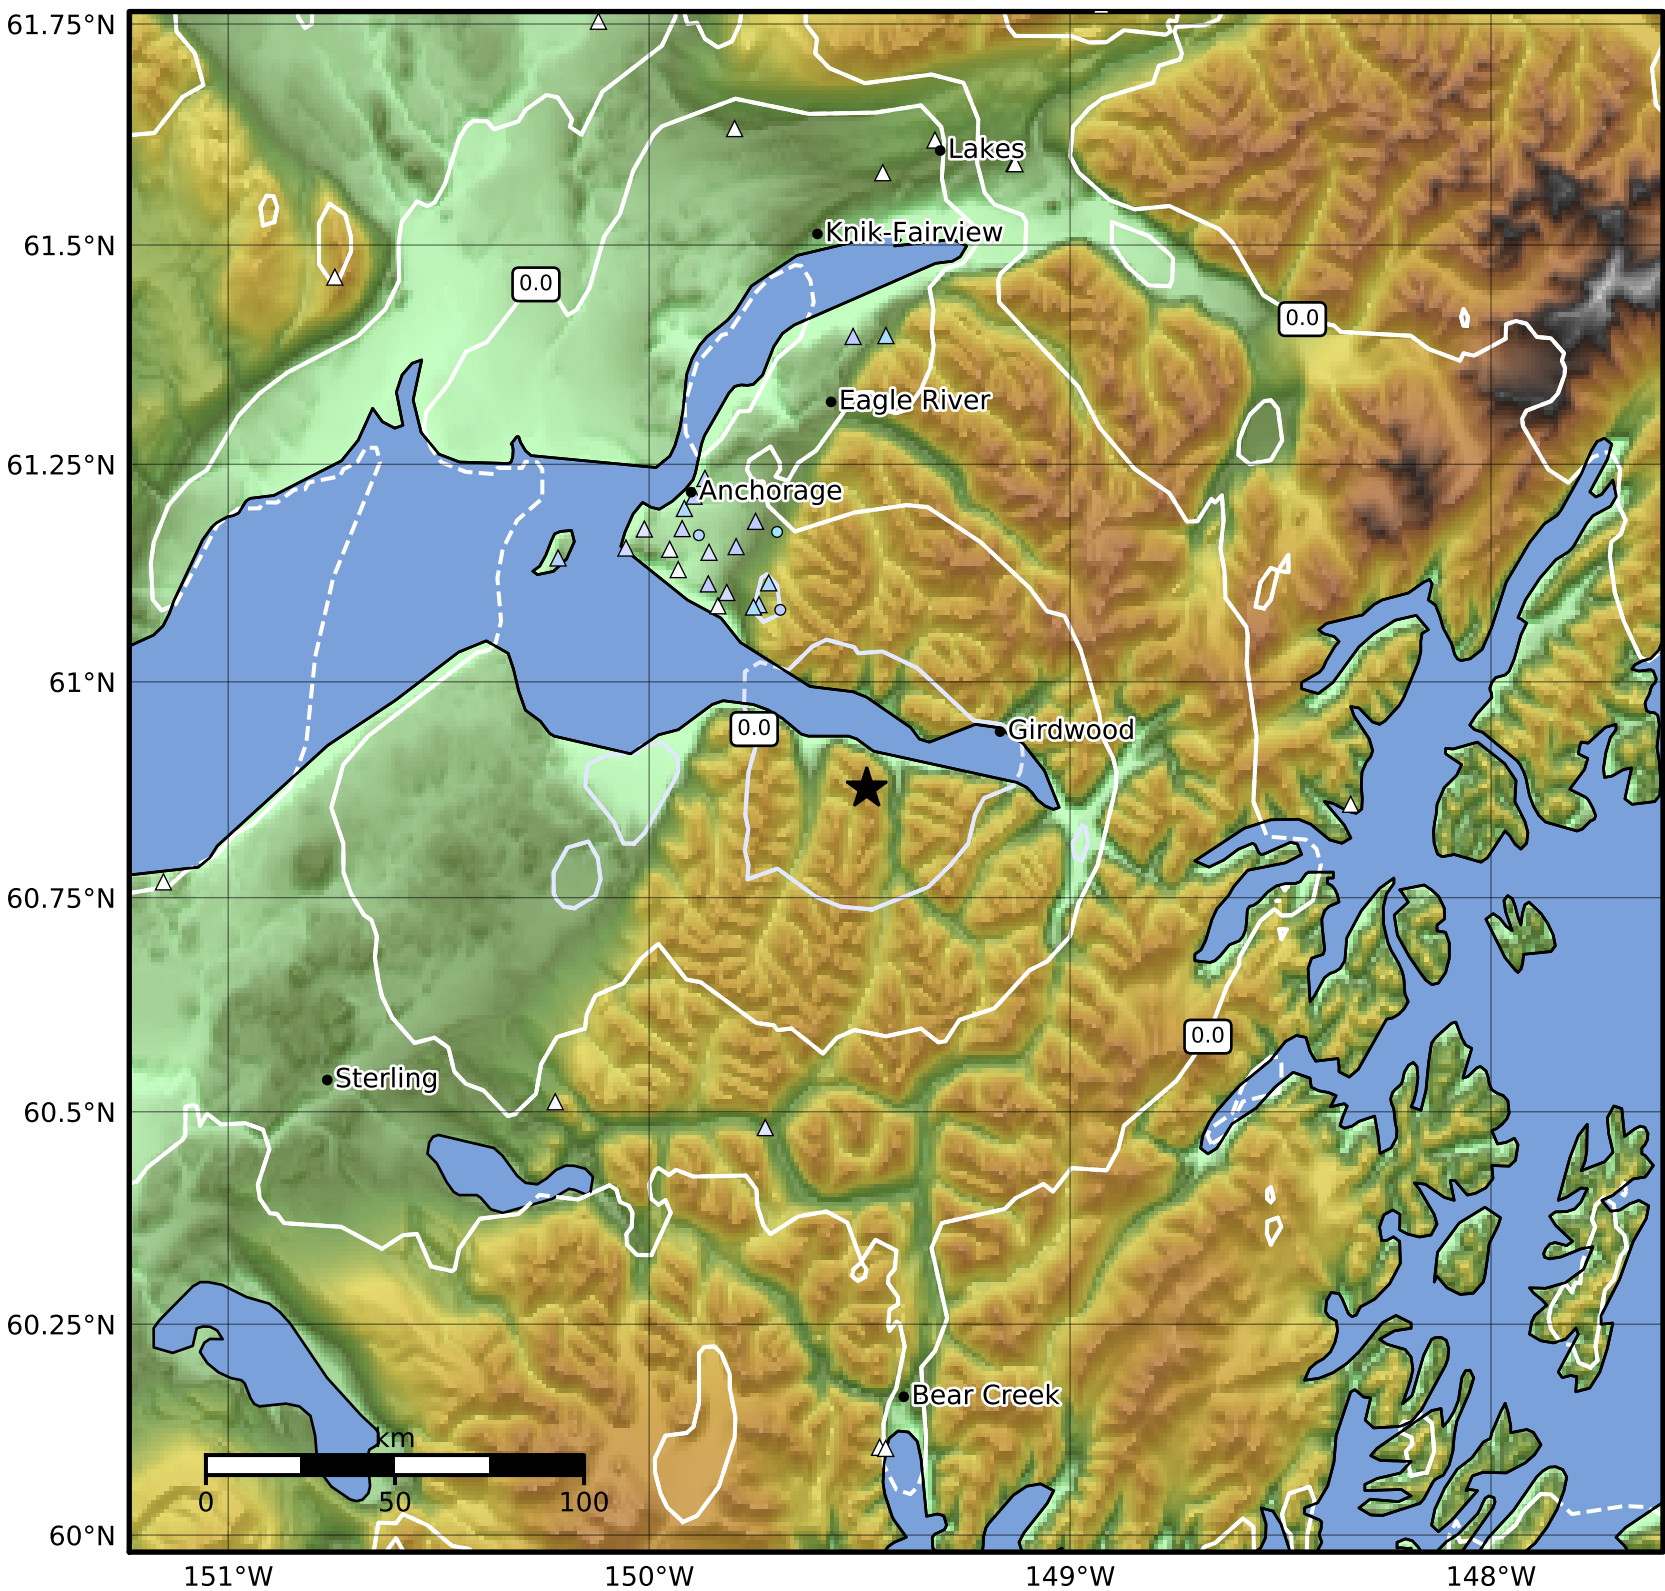 61.75°N
Lakes
61.5°N
Knik-Fairview
0.0
0.0
Eagle River
61.25°N
Anchorage
61°N
0.0
Girdwood
60.75°N
0.0
Sterling
60.5°N
60.25°N
Bear Creek
km
0 50 100
60°N
151°W 150°W 149°W 148°W